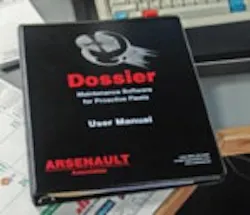 Dossier
Maintenance Software
for Proactive Fleets
User Manual
ARSENAULT
Associates